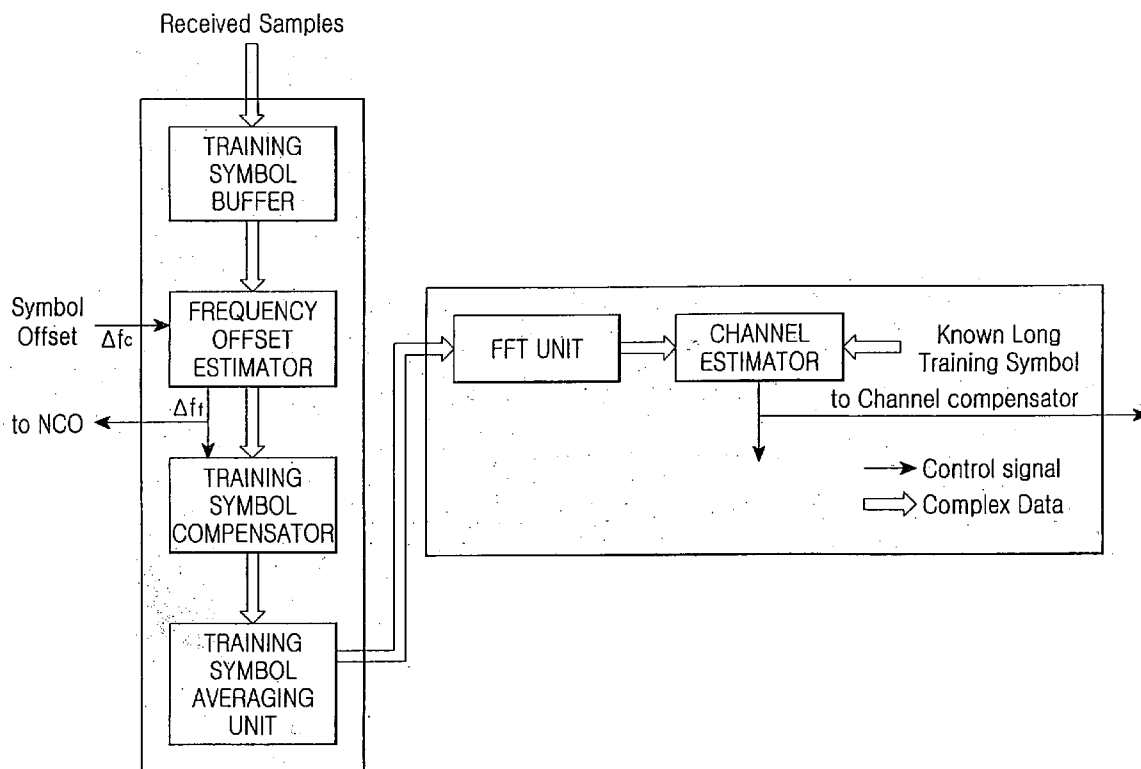 Received Samples
TRAINING
SYMBOL
BUFFER
Symbol
Offset
Δfc
FREQUENCY
OFFSET
ESTIMATOR
to NCO
Δff
TRAINING
SYMBOL
COMPENSATOR
TRAINING
SYMBOL
AVERAGING
UNIT
FFT UNIT
CHANNEL
ESTIMATOR
Known Long
Training Symbol
to Channel compensator
Control signal
Complex Data